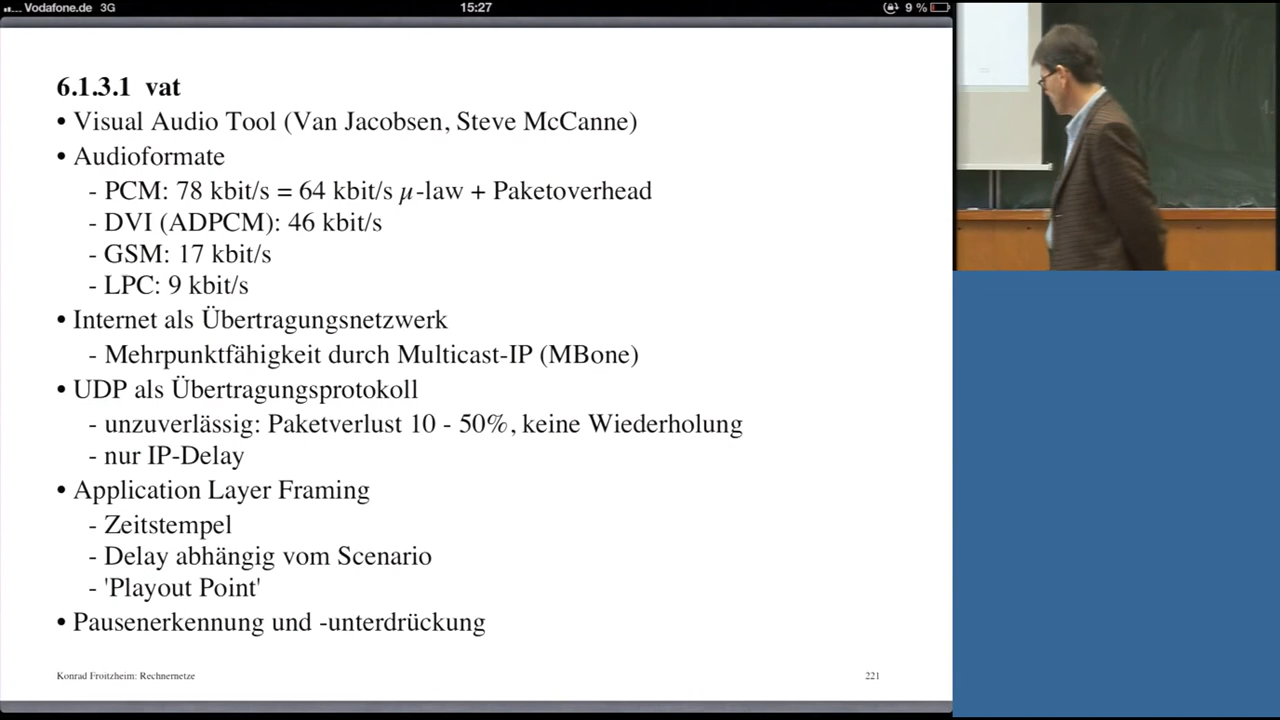 Vodafone.de 3G 15:27 9 %
6.1.3.1 vat
• Visual Audio Tool (Van Jacobsen, Steve McCanne)
• Audioformate
- PCM: 78 kbit/s = 64 kbit/s μ-law + Paketoverhead
- DVI (ADPCM): 46 kbit/s
- GSM: 17 kbit/s
- LPC: 9 kbit/s
• Internet als Übertragungsnetzwerk
- Mehrpunktfähigkeit durch Multicast-IP (MBone)
• UDP als Übertragungsprotokoll
- unzuverlässig: Paketverlust 10 - 50%, keine Wiederholung
- nur IP-Delay
• Application Layer Framing
- Zeitstempel
- Delay abhängig vom Scenario
- 'Playout Point'
• Pausenerkennung und -unterdrückung
Konrad Froitzheim: Rechnernetze 221